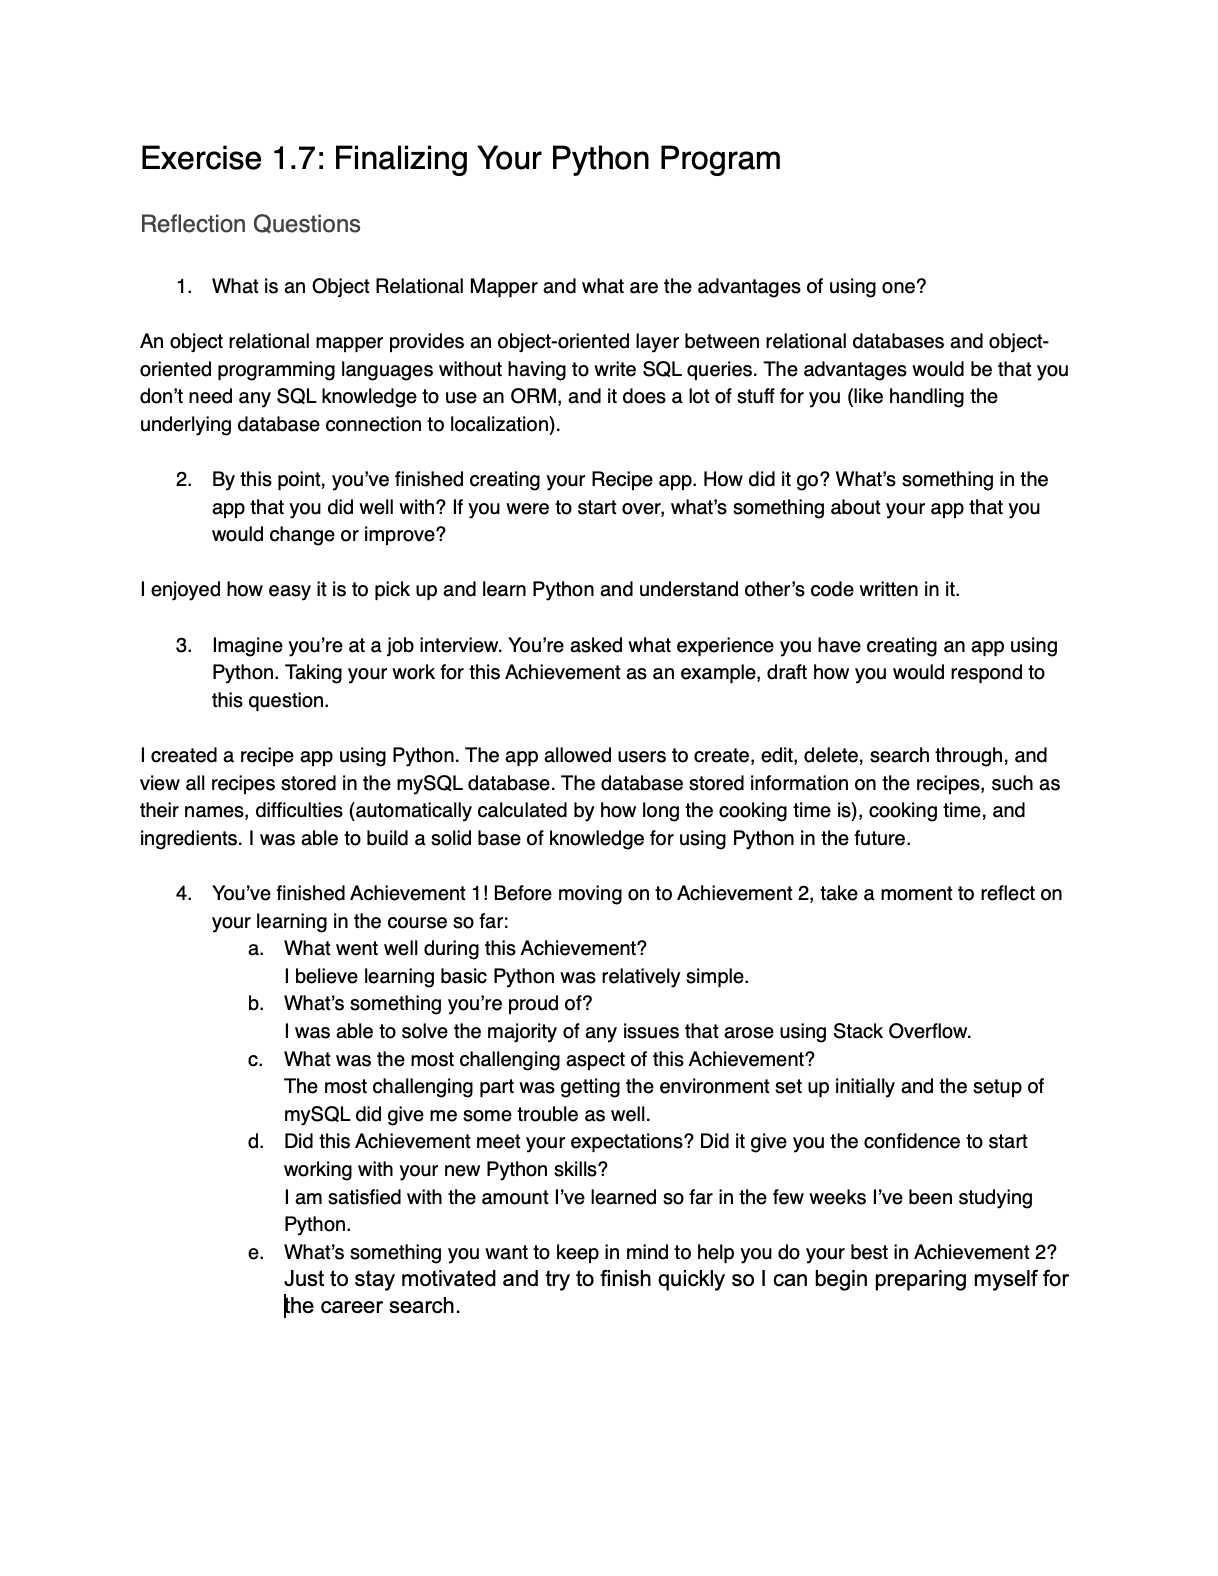 Exercise 1.7: Finalizing Your Python Program
Reflection Questions
1. What is an Object Relational Mapper and what are the advantages of using one?
An object relational mapper provides an object-oriented layer between relational databases and object-
oriented programming languages without having to write SQL queries. The advantages would be that you
don’t need any SQL knowledge to use an ORM, and it does a lot of stuff for you (like handling the
underlying database connection to localization).
2. By this point, you’ve finished creating your Recipe app. How did it go? What’s something in the
app that you did well with? If you were to start over, what’s something about your app that you
would change or improve?
I enjoyed how easy it is to pick up and learn Python and understand other’s code written in it.
3. Imagine you’re at a job interview. You’re asked what experience you have creating an app using
Python. Taking your work for this Achievement as an example, draft how you would respond to
this question.
I created a recipe app using Python. The app allowed users to create, edit, delete, search through, and
view all recipes stored in the mySQL database. The database stored information on the recipes, such as
their names, difficulties (automatically calculated by how long the cooking time is), cooking time, and
ingredients. I was able to build a solid base of knowledge for using Python in the future.
4. You’ve finished Achievement 1! Before moving on to Achievement 2, take a moment to reflect on
your learning in the course so far:
a. What went well during this Achievement?
I believe learning basic Python was relatively simple.
b. What’s something you’re proud of?
I was able to solve the majority of any issues that arose using Stack Overflow.
c. What was the most challenging aspect of this Achievement?
The most challenging part was getting the environment set up initially and the setup of
mySQL did give me some trouble as well.
d. Did this Achievement meet your expectations? Did it give you the confidence to start
working with your new Python skills?
I am satisfied with the amount I’ve learned so far in the few weeks I’ve been studying
Python.
e. What’s something you want to keep in mind to help you do your best in Achievement 2?
Just to stay motivated and try to finish quickly so I can begin preparing myself for
the career search.